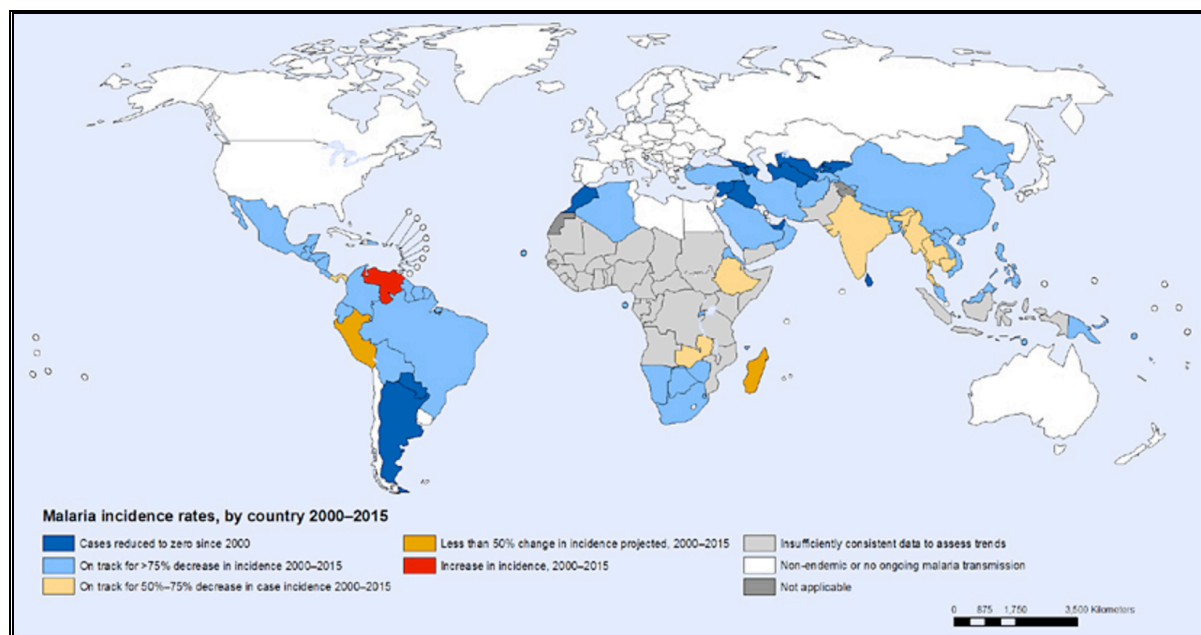 Malaria incidence rates, by country 2000–2015
Cases reduced to zero since 2000
On track for >75% decrease in incidence 2000–2015
On track for 50%–75% decrease in case incidence 2000–2015
Less than 50% change in incidence projected, 2000–2015
Increase in incidence, 2000–2015
Insufficiently consistent data to assess trends
Non-endemic or no ongoing malaria transmission
Not applicable
0 875 1,750 3,500 Kilometers